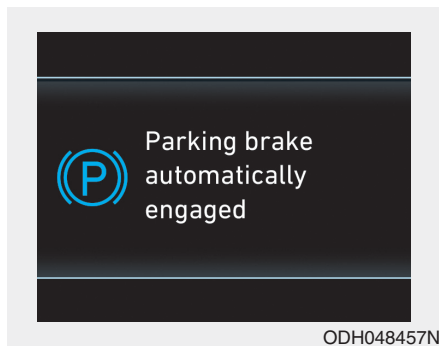 P
Parking brake
automatically
engaged
ODH048457N